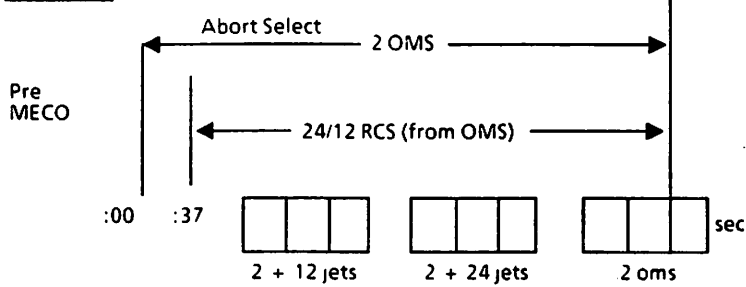 Abort Select
2 OMS
Pre
MECO
24/12 RCS (from OMS)
:00 :37
sec
2 + 12 jets 2 + 24 jets 2 oms